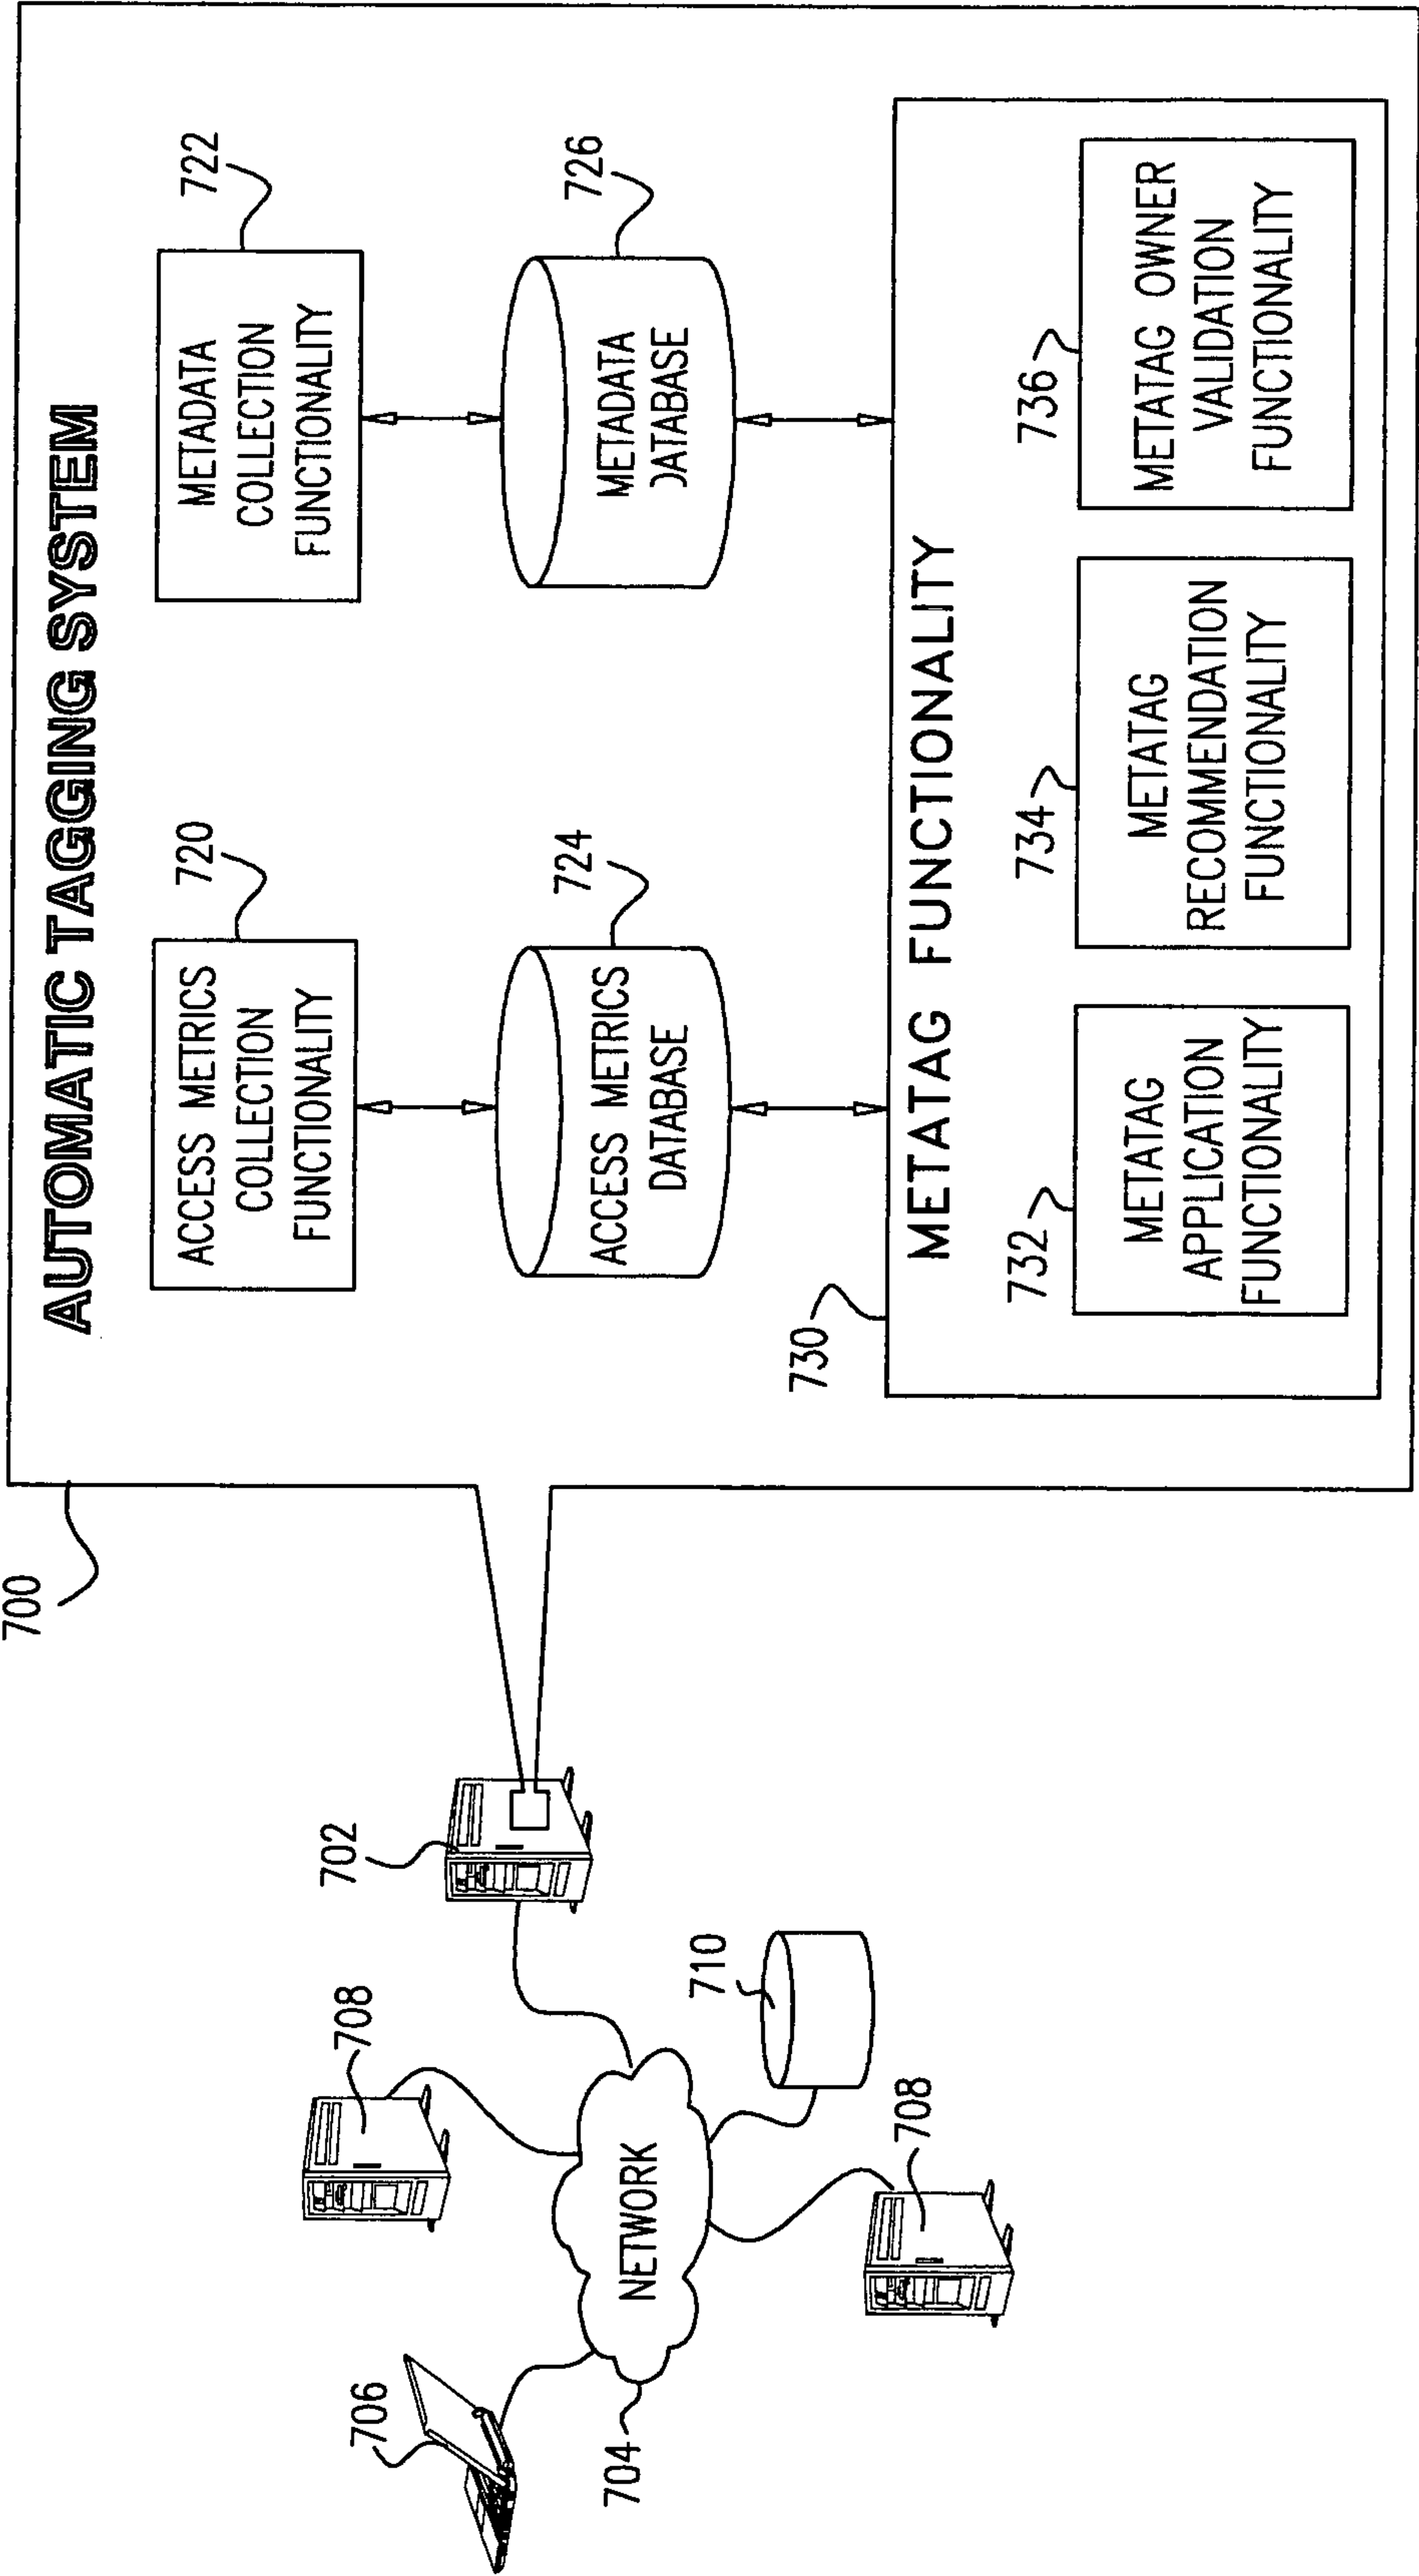 AUTOMATIC TAGGING SYSTEM
700
720
722
ACCESS METRICS
COLLECTION
FUNCTIONALITY
METADATA
COLLECTION
FUNCTIONALITY
724
726
ACCESS METRICS
DATABASE
METADATA
DATABASE
730
METAG FUNCTIONALITY
732
METATAG
APPLICATION
FUNCTIONALITY
734
METATAG
RECOMMENDATION
FUNCTIONALITY
736
METATAG OWNER
VALIDATION
FUNCTIONALITY
702
708
706
NETWORK
704
710
708